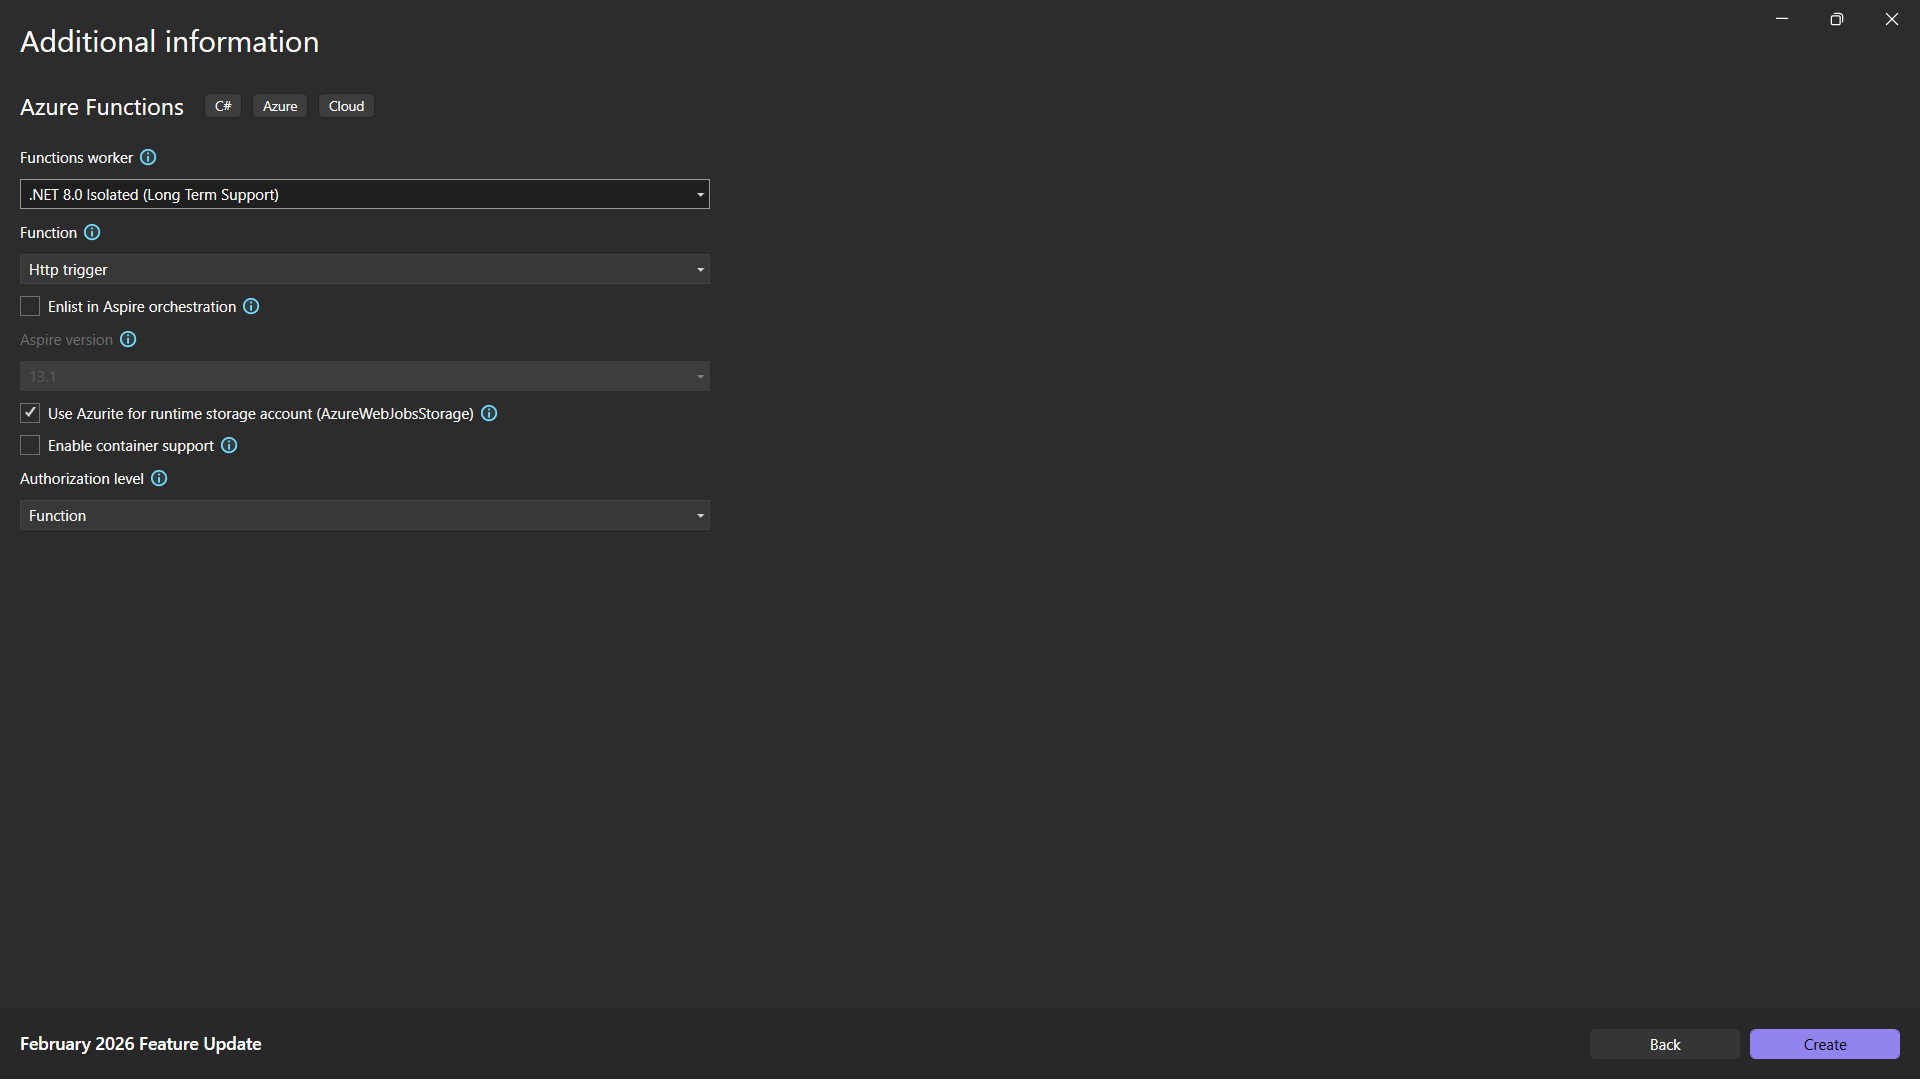 Additional information
Azure Functions C# Azure Cloud
Functions worker
.NET 8.0 Isolated (Long Term Support)
Function
Http trigger
Enlist in Aspire orchestration
Aspire version
13.1
Use Azurite for runtime storage account (AzureWebJobsStorage)
Enable container support
Authorization level
Function
February 2026 Feature Update
Back Create